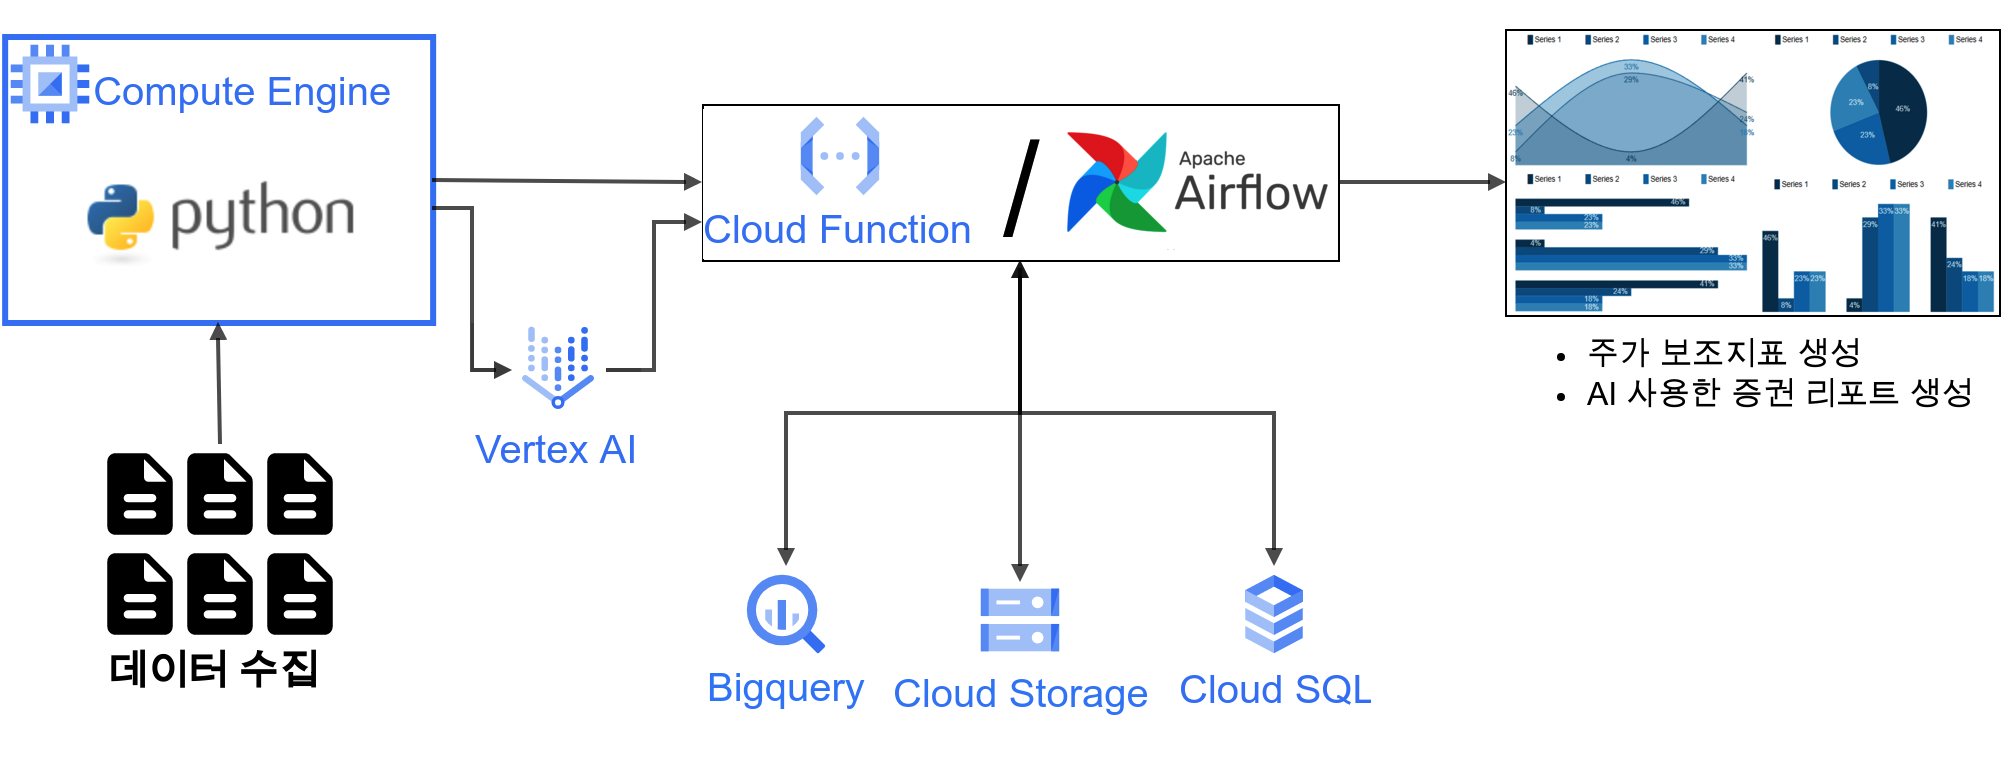 Compute Engine
python
Cloud Function
/
Apache
Airflow
Vertex AI
데이터 수집
Bigquery
Cloud Storage
Cloud SQL
Series 1 Series 2 Series 3 Series 4
33%
29%
41%
46%
24%
23%
8%
4%
Series 1 Series 2 Series 3 Series 4
8%
46%
23%
23%
Series 1 Series 2 Series 3 Series 4
46%
8%
23%
23%
4%
29%
33%
33%
41%
24%
18%
18%
Series 1 Series 2 Series 3 Series 4
33% 33%
46% 29% 41%
24%
23% 23% 18% 18%
8% 4%
• 주가 보조지표 생성
• AI 사용한 증권 리포트 생성